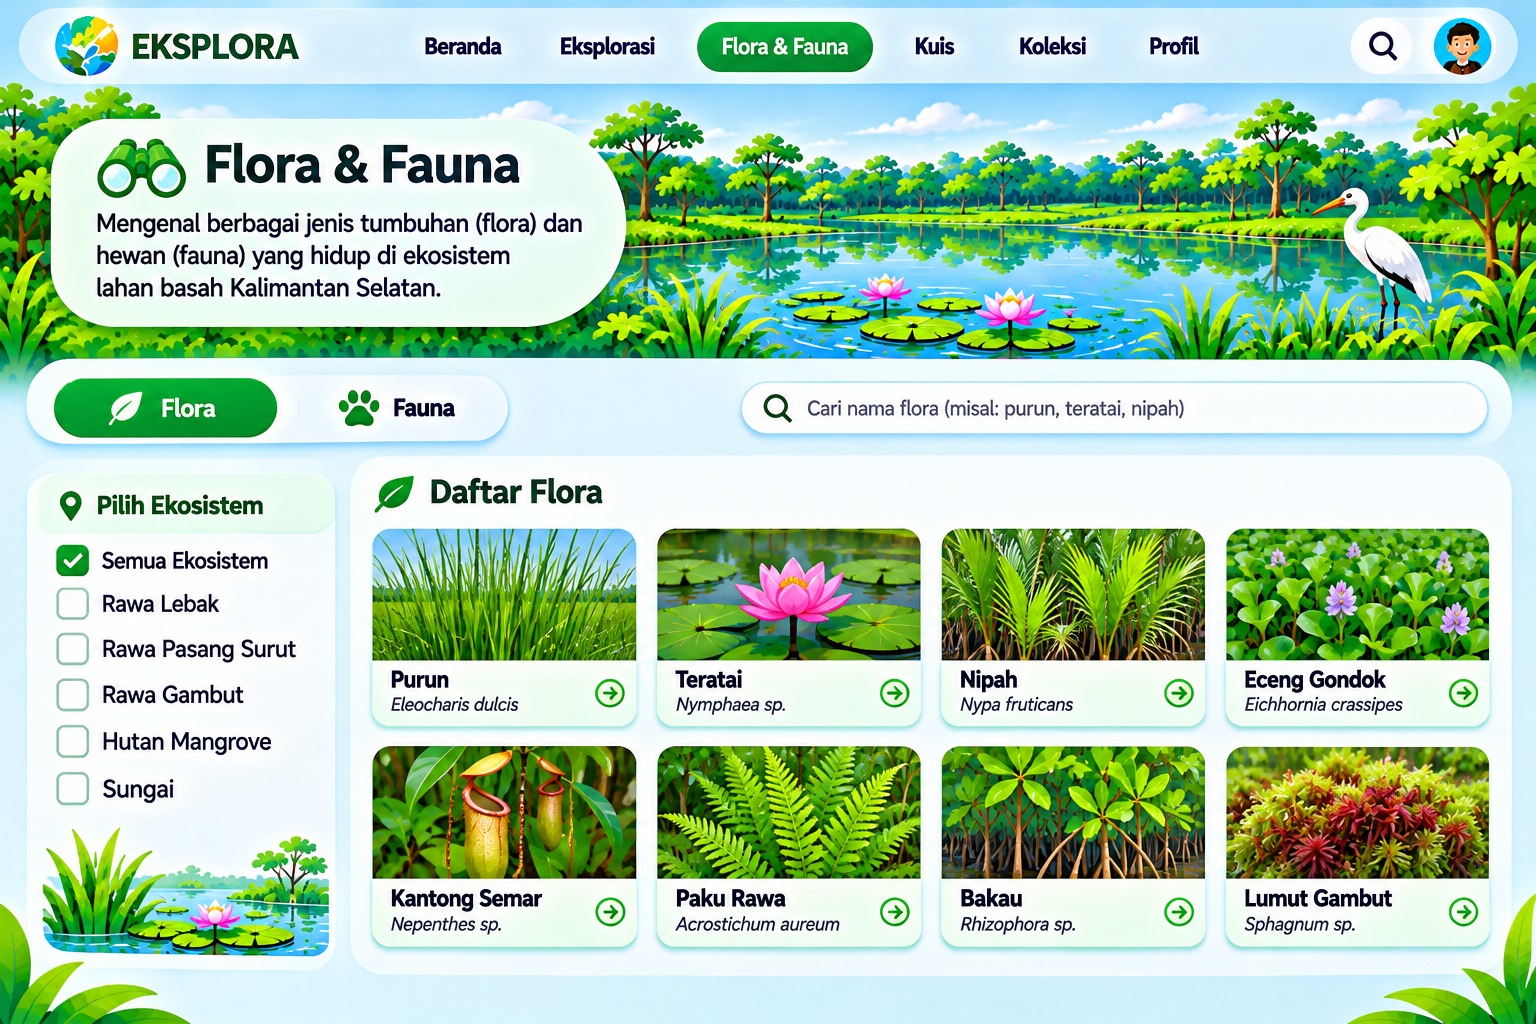 EKSPLORA
Beranda
Eksplorasi
Flora & Fauna
Kuis
Koleksi
Profil
Flora & Fauna
Mengenal berbagai jenis tumbuhan (flora) dan
hewan (fauna) yang hidup di ekosistem
lahan basah Kalimantan Selatan.
Flora
Fauna
Cari nama flora (misal: purun, teratai, nipah)
Pilih Ekosistem
Semua Ekosistem
Rawa Lebak
Rawa Pasang Surut
Rawa Gambut
Hutan Mangrove
Sungai
Daftar Flora
Purun
Eleocharis dulcis
Teratai
Nymphaea sp.
Nipah
Nypa fruticans
Eceng Gondok
Eichhornia crassipes
Kantong Semar
Nepenthes sp.
Paku Rawa
Acrostichum aureum
Bakau
Rhizophora sp.
Lumut Gambut
Sphagnum sp.